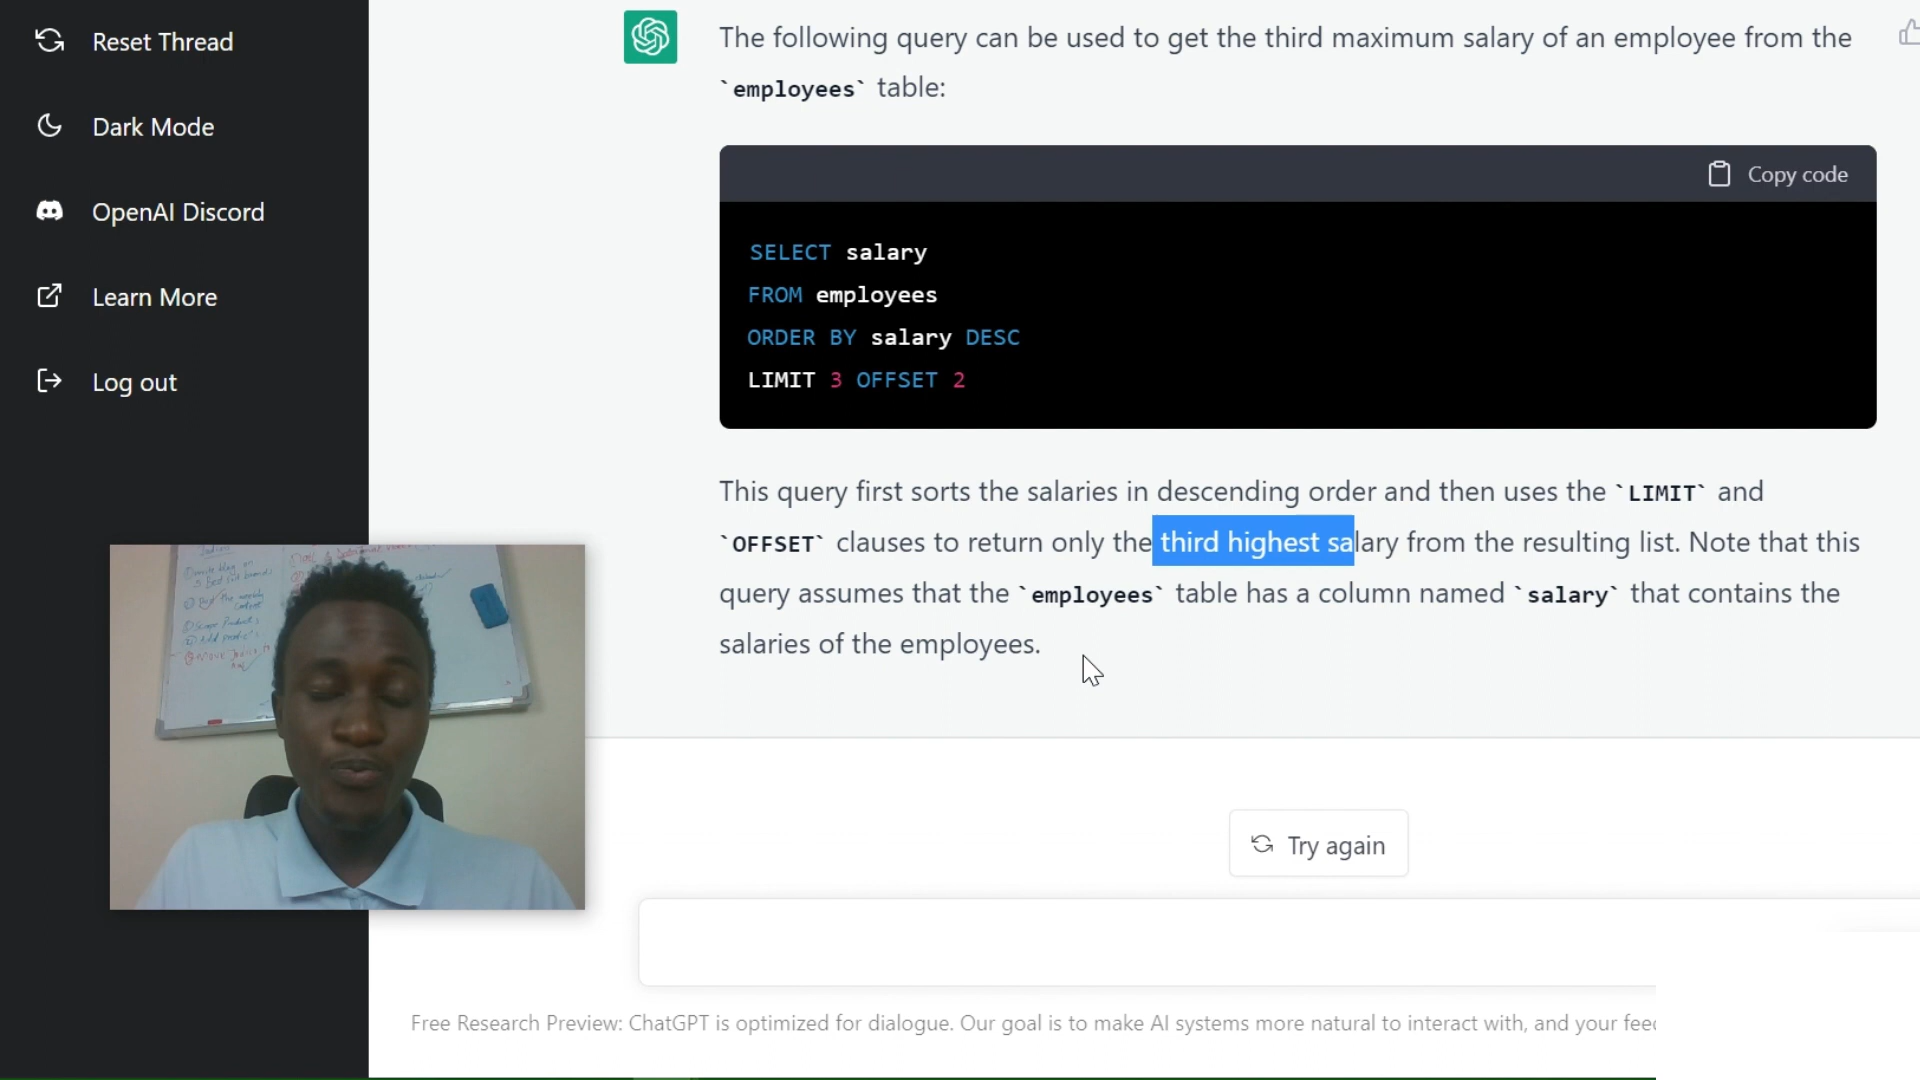 Reset Thread
Dark Mode
OpenAI Discord
Learn More
Log out
The following query can be used to get the third maximum salary of an employee from the
`employees` table:
Copy code
SELECT salary
FROM employees
ORDER BY salary DESC
LIMIT 3 OFFSET 2
This query first sorts the salaries in descending order and then uses the `LIMIT` and
`OFFSET` clauses to return only the third highest salary from the resulting list. Note that this
query assumes that the `employees` table has a column named `salary` that contains the
salaries of the employees.
Try again
Free Research Preview: ChatGPT is optimized for dialogue. Our goal is to make AI systems more natural to interact with, and your